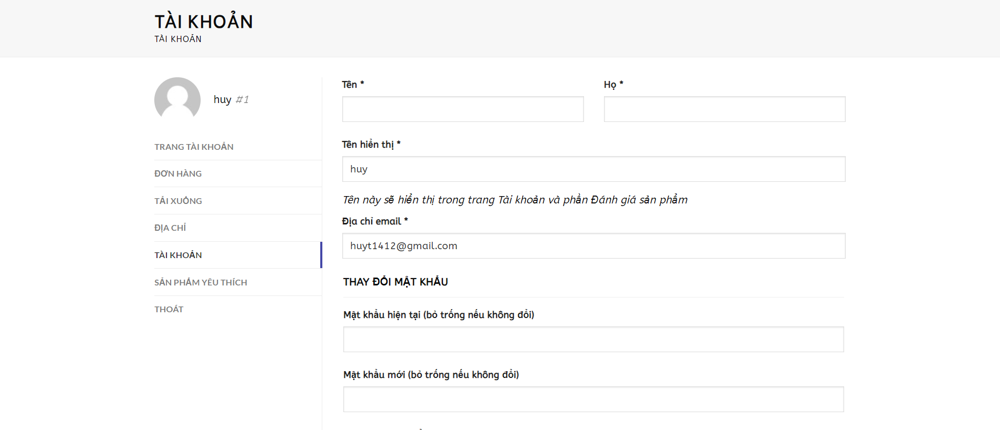 TÀI KHOẢN
TÀI KHOẢN
huy #1
TRANG TÀI KHOẢN
ĐƠN HÀNG
TẢI XUỐNG
ĐỊA CHỈ
TÀI KHOẢN
SẢN PHẨM YÊU THÍCH
THOÁT
Tên *
Họ *
Tên hiển thị *
huy
Tên này sẽ hiển thị trong trang Tài khoản và phần Đánh giá sản phẩm
Địa chỉ email *
huyt1412@gmail.com
THAY ĐỔI MẬT KHẨU
Mật khẩu hiện tại (bỏ trống nếu không đổi)
Mật khẩu mới (bỏ trống nếu không đổi)